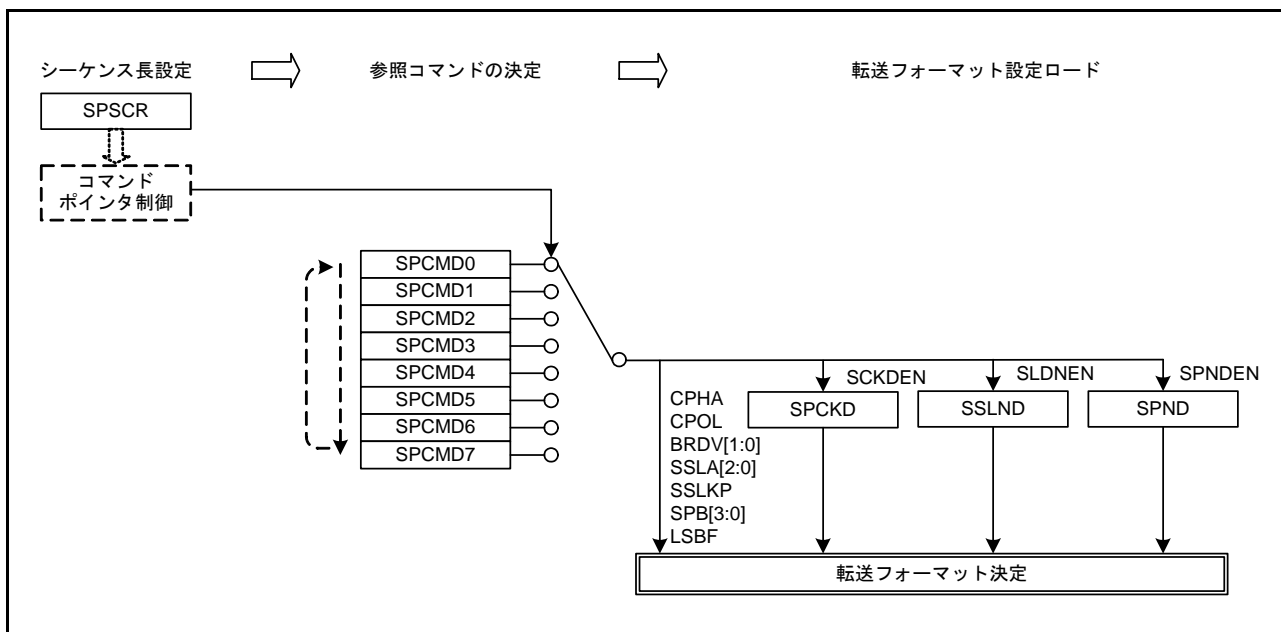 シーケンス長設定
参照コマンドの決定
転送フォーマット設定ロード
SPSCR
コマンド
ポインタ制御
SPCMD0
SPCMD1
SPCMD2
SPCMD3
SPCMD4
SPCMD5
SPCMD6
SPCMD7
CPHA
CPOL
BRDV[1:0]
SSLA[2:0]
SSLKP
SPB[3:0]
LSBF
SCKDEN
SPCKD
SLDNEN
SSLND
SPNDEN
SPND
転送フォーマット決定